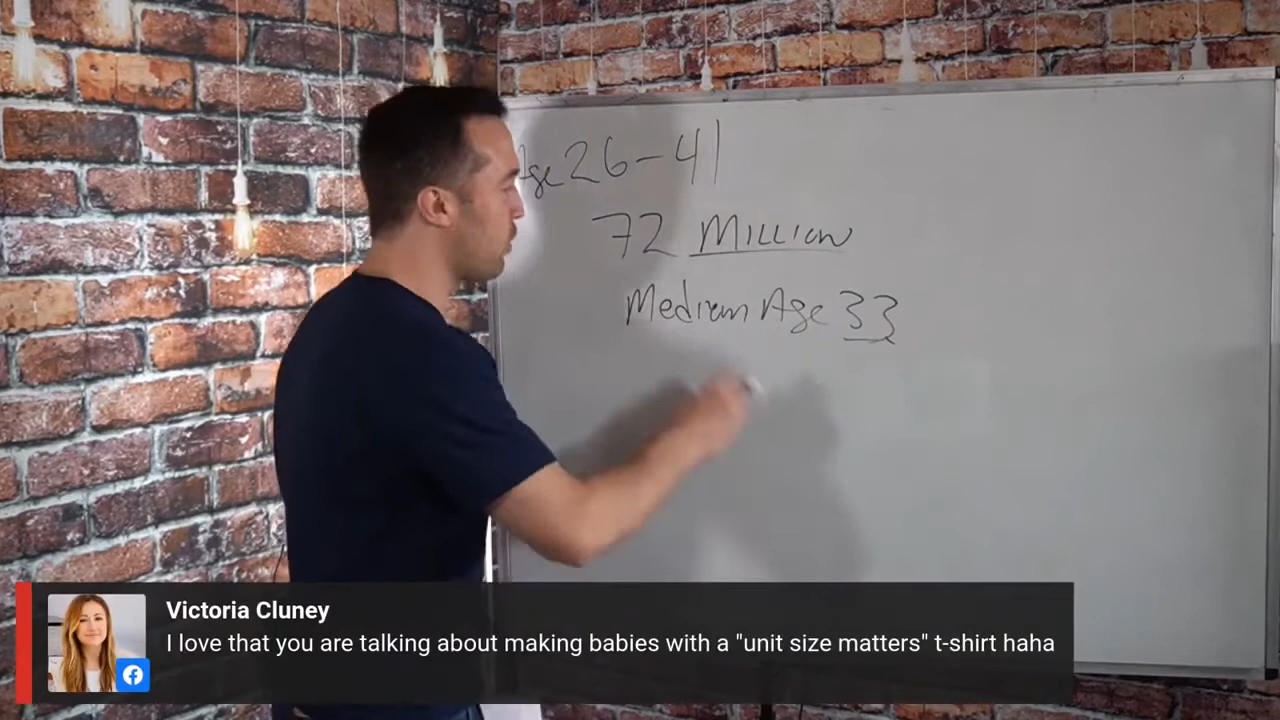 Age 26-41
72 Million
Median Age 33
Victoria Cluney
I love that you are talking about making babies with a "unit size matters" t-shirt haha